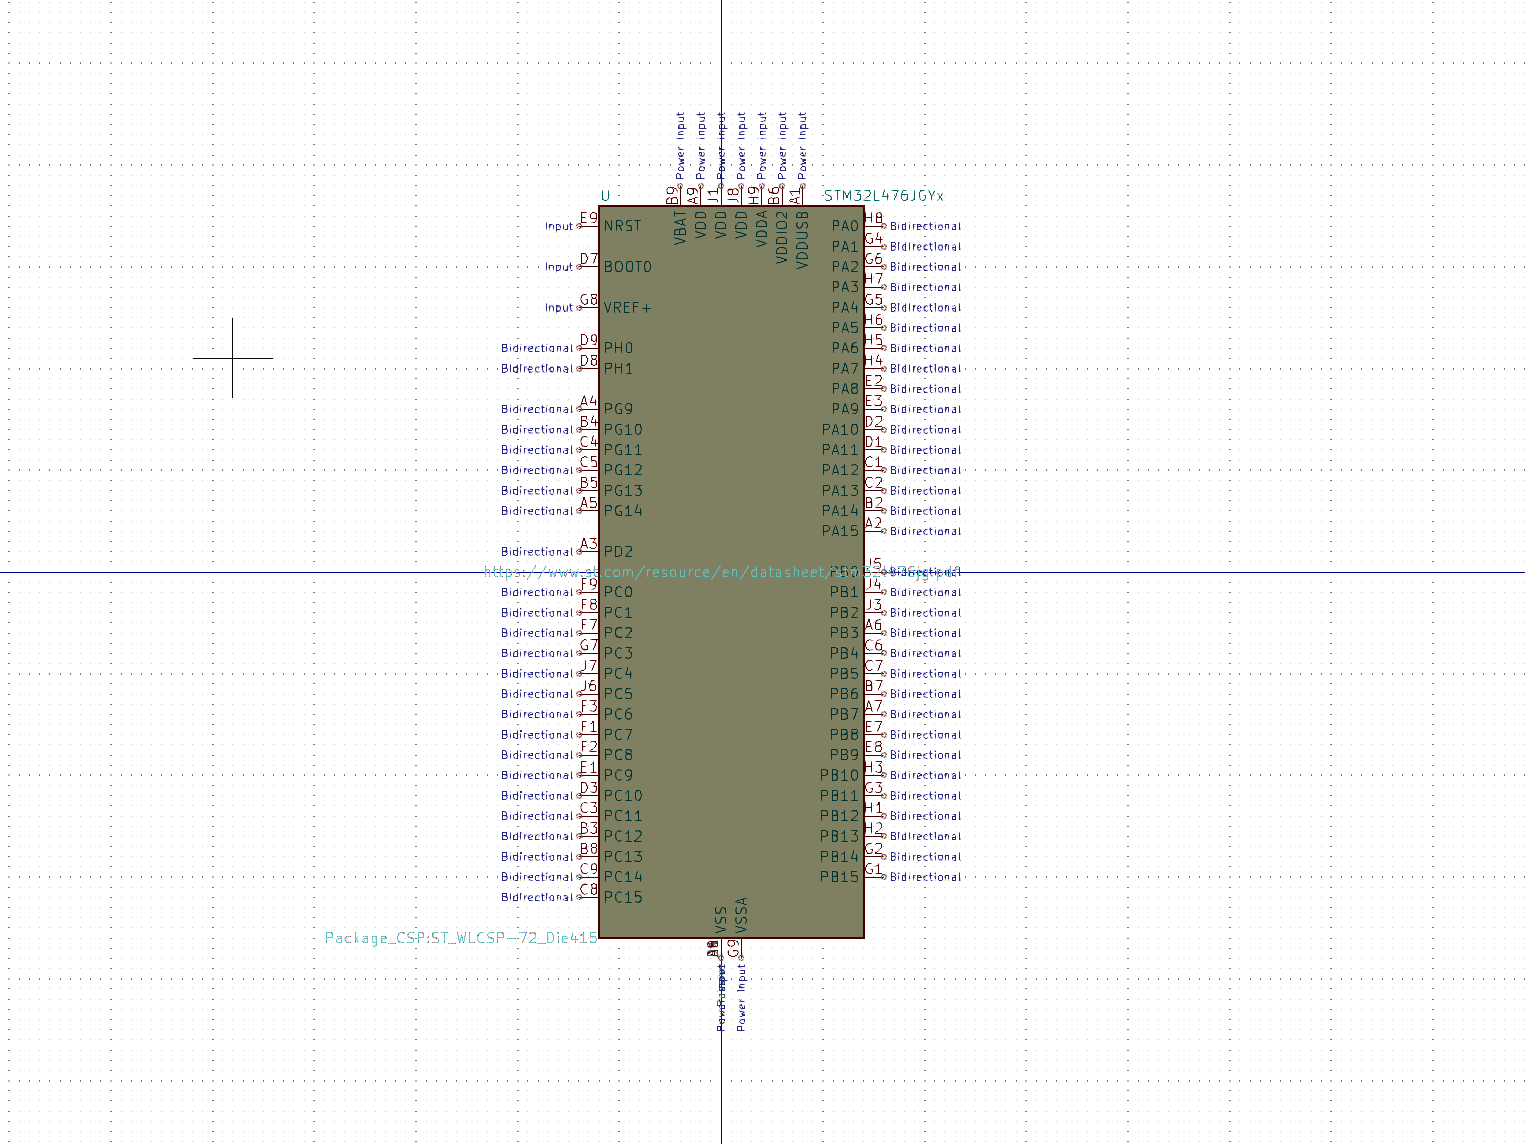 Power Input Power Input Power Input Power Input Power Input Power Input Power Input
B9 A9 J1 J8 H9 B6 A1
U STM32L476JGYx
VBAT VDD VDD VDD VDDA VDDIO2 VDDUSB
Input E9 NRST PA0 H8 Bidirectional
PA1 G4 Bidirectional
Input D7 BOOT0 PA2 G6 Bidirectional
PA3 H7 Bidirectional
Input G8 VREF+ PA4 G5 Bidirectional
PA5 H6 Bidirectional
Bidirectional D9 PH0 PA6 H5 Bidirectional
Bidirectional D8 PH1 PA7 H4 Bidirectional
PA8 E2 Bidirectional
Bidirectional A4 PG9 PA9 E3 Bidirectional
Bidirectional B4 PG10 PA10 D2 Bidirectional
Bidirectional C4 PG11 PA11 D1 Bidirectional
Bidirectional C5 PG12 PA12 C1 Bidirectional
Bidirectional B5 PG13 PA13 C2 Bidirectional
Bidirectional A5 PG14 PA14 B2 Bidirectional
PA15 A2 Bidirectional
Bidirectional A3 PD2
J5 Bidirectional
https://www.st.com/resource/en/datasheet/stm32l476jg.pdf
Bidirectional F9 PC0 PB1 J4 Bidirectional
Bidirectional F8 PC1 PB2 J3 Bidirectional
Bidirectional F7 PC2 PB3 A6 Bidirectional
Bidirectional G7 PC3 PB4 C6 Bidirectional
Bidirectional J7 PC4 PB5 C7 Bidirectional
Bidirectional J6 PC5 PB6 B7 Bidirectional
Bidirectional F3 PC6 PB7 A7 Bidirectional
Bidirectional F1 PC7 PB8 E7 Bidirectional
Bidirectional F2 PC8 PB9 E8 Bidirectional
Bidirectional E1 PC9 PB10 H3 Bidirectional
Bidirectional D3 PC10 PB11 G3 Bidirectional
Bidirectional C3 PC11 PB12 H1 Bidirectional
Bidirectional B3 PC12 PB13 H2 Bidirectional
Bidirectional B8 PC13 PB14 G2 Bidirectional
Bidirectional C9 PC14 PB15 G1 Bidirectional
Bidirectional C8 PC15
VSS VSSA
Package_CSP:ST_WLCSP-72_Die415
G9
Power Input